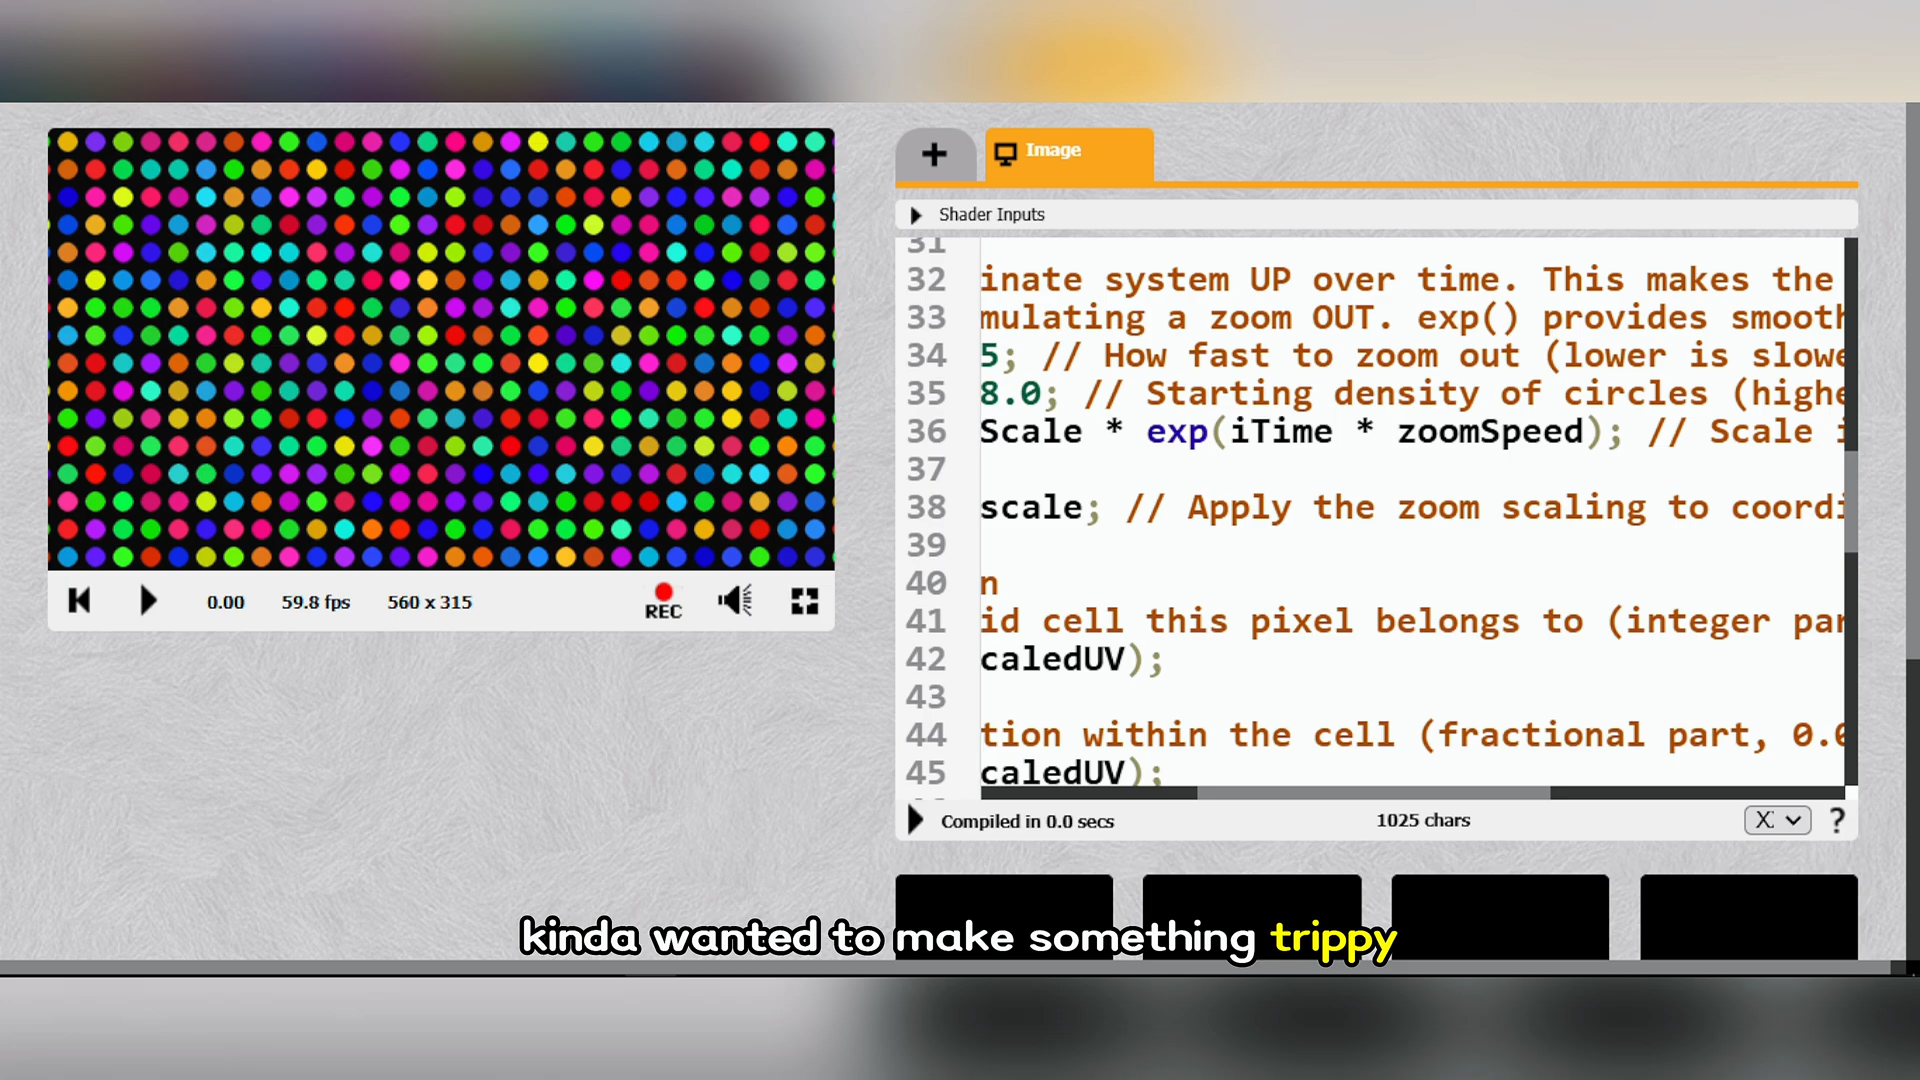 0.00 59.8 fps 560 x 315
REC
+ Image
Shader Inputs
31
32 inate system UP over time. This makes the
33 mulating a zoom OUT. exp() provides smooth
34 5; // How fast to zoom out (lower is slowe
35 8.0; // Starting density of circles (highe
36 Scale * exp(iTime * zoomSpeed); // Scale i
37
38 scale; // Apply the zoom scaling to coordi
39
40 n
41 id cell this pixel belongs to (integer par
42 caledUV);
43
44 tion within the cell (fractional part, 0.0
45 caledUV);
Compiled in 0.0 secs 1025 chars ?
kinda wanted to make something trippy